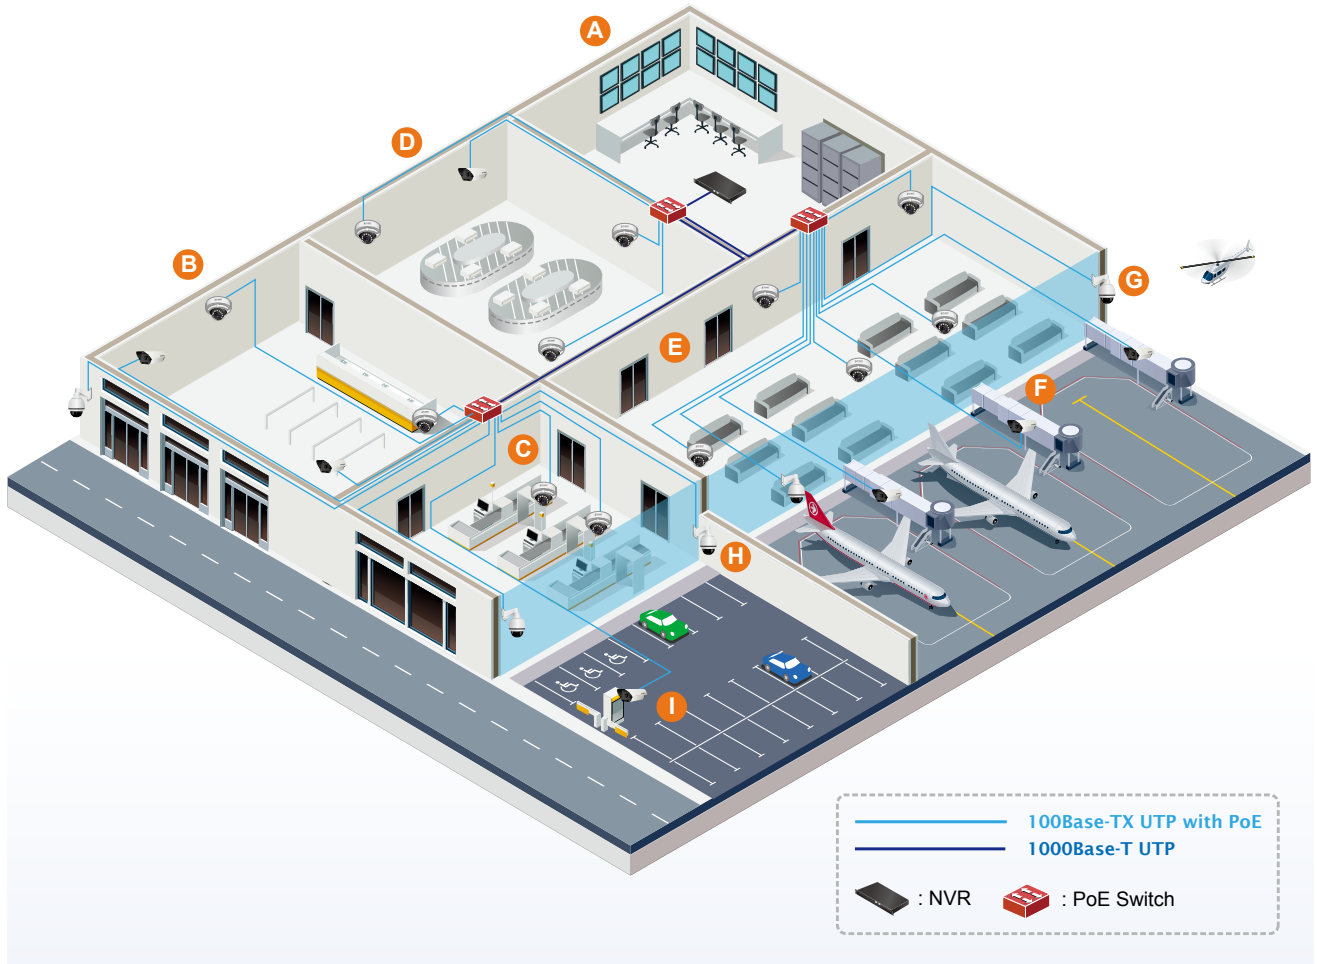 A
D
B
G
E
F
C
H
I
100Base-TX UTP with PoE
1000Base-T UTP
: NVR
: PoE Switch